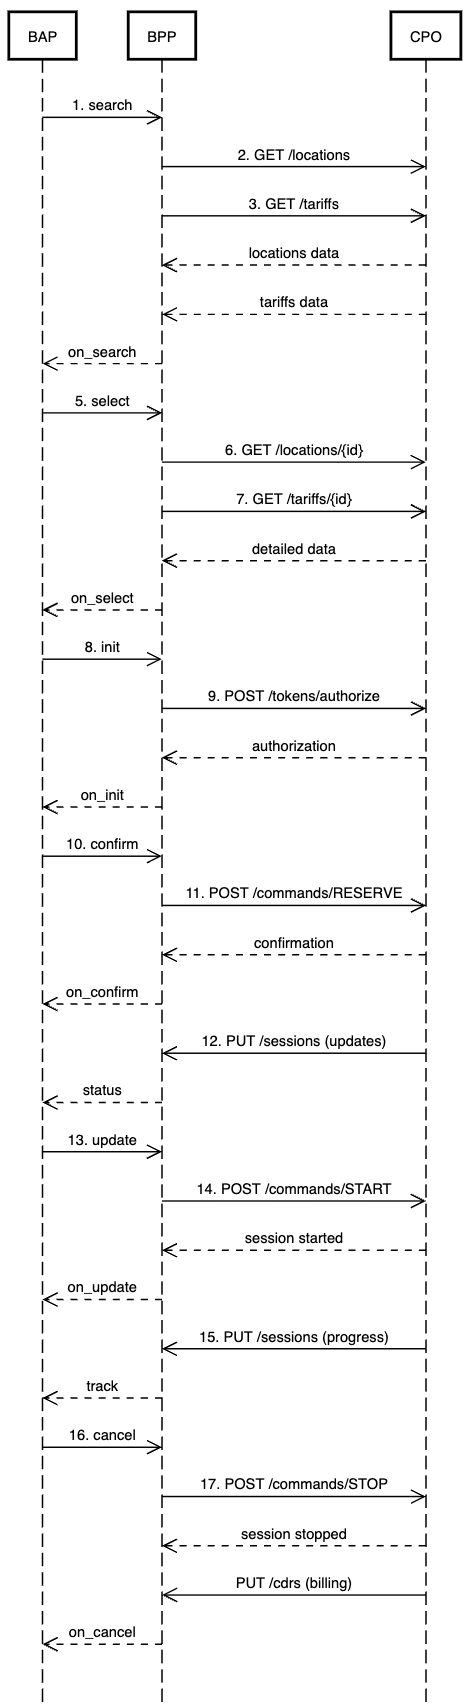 BAP
BPP
CPO
1. search
2. GET /locations
3. GET /tariffs
locations data
tariffs data
on_search
5. select
6. GET /locations/{id}
7. GET /tariffs/{id}
detailed data
on_select
8. init
9. POST /tokens/authorize
authorization
on_init
10. confirm
11. POST /commands/RESERVE
confirmation
on_confirm
12. PUT /sessions (updates)
status
13. update
14. POST /commands/START
session started
on_update
15. PUT /sessions (progress)
track
16. cancel
17. POST /commands/STOP
session stopped
PUT /cdrs (billing)
on_cancel